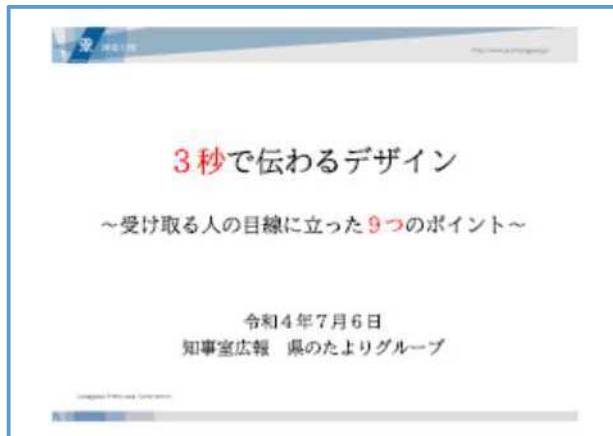 ３秒で伝わるデザイン
～受け取る人の目線に立った９つのポイント～
令和４年７月６日
知事室広報　県のたよりグループ